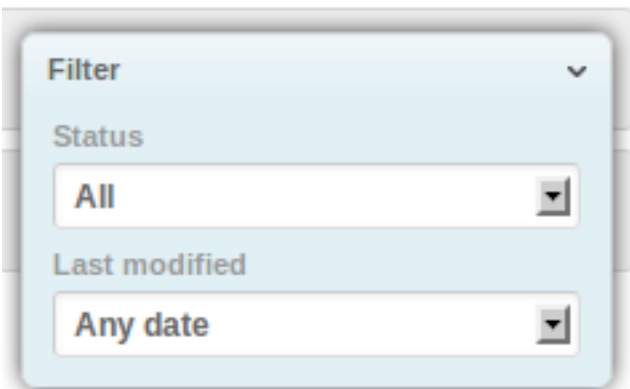 Filter
Status
All
Last modified
Any date